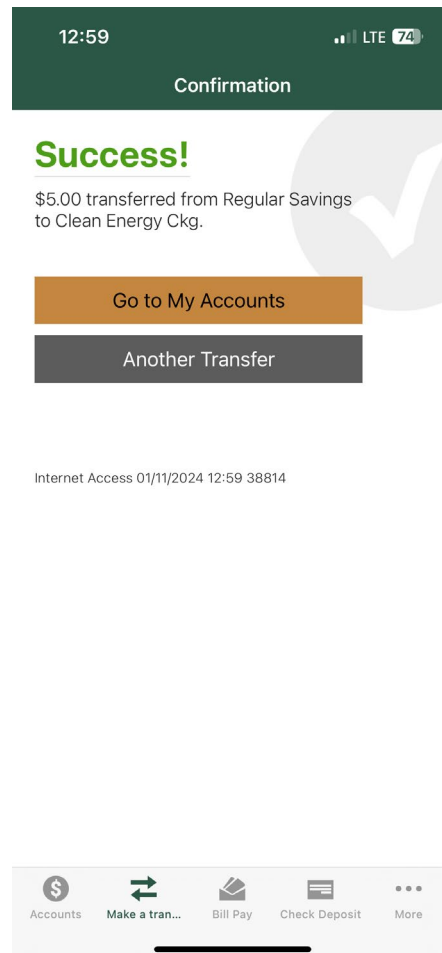 12:59
LTE 74
Confirmation
Success!
$5.00 transferred from Regular Savings
to Clean Energy Ckg.
Go to My Accounts
Another Transfer
Internet Access 01/11/2024 12:59 38814
Accounts
Make a tran...
Bill Pay
Check Deposit
More